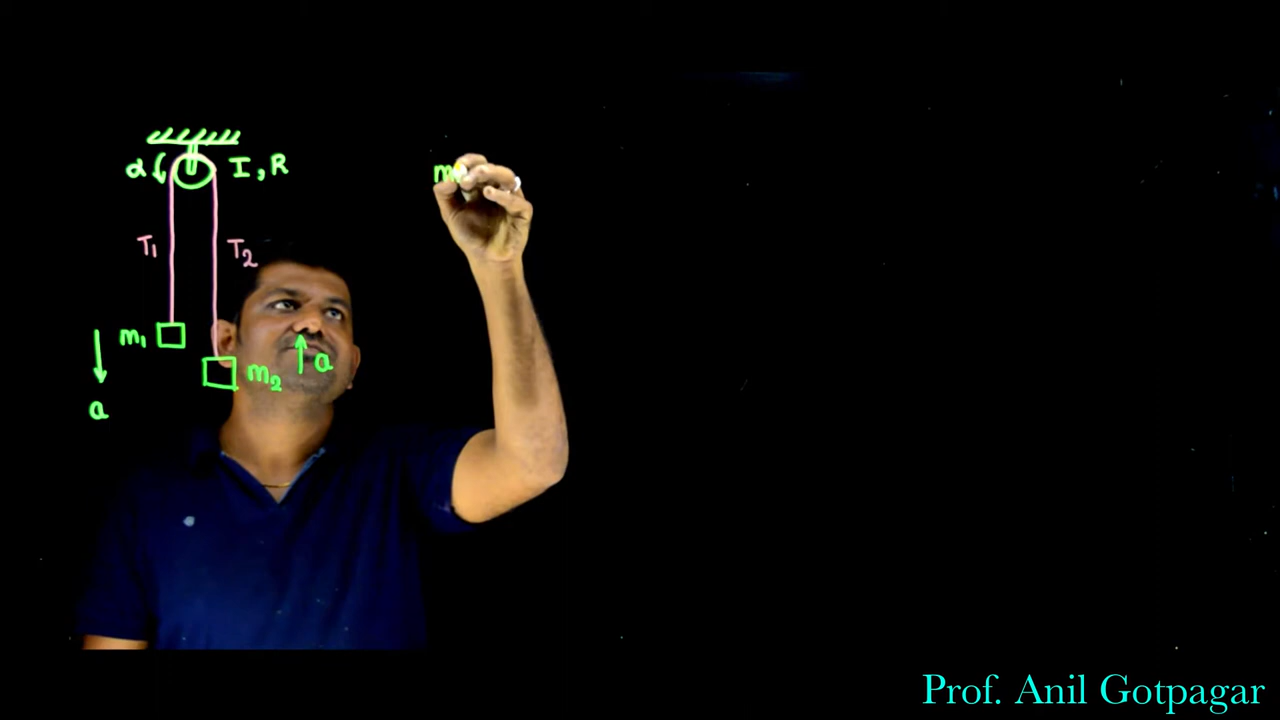 α I, R
T₁ T₂
m₁
m₂ a
a
m
Prof. Anil Gotpagar